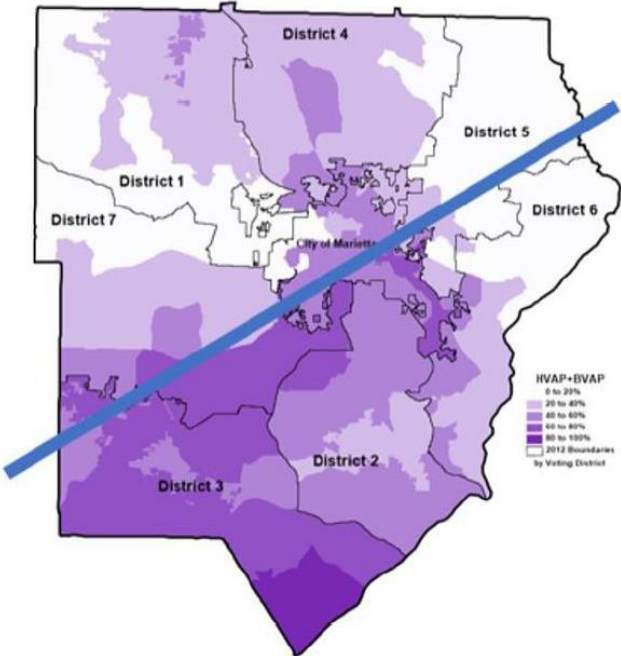 District 4
District 5
District 1
District 6
District 7
City of Marietta
HVAP+BVAP
0 to 20%
20 to 40%
40 to 60%
60 to 80%
80 to 100%
2012 Boundaries
by Voting District
District 2
District 3